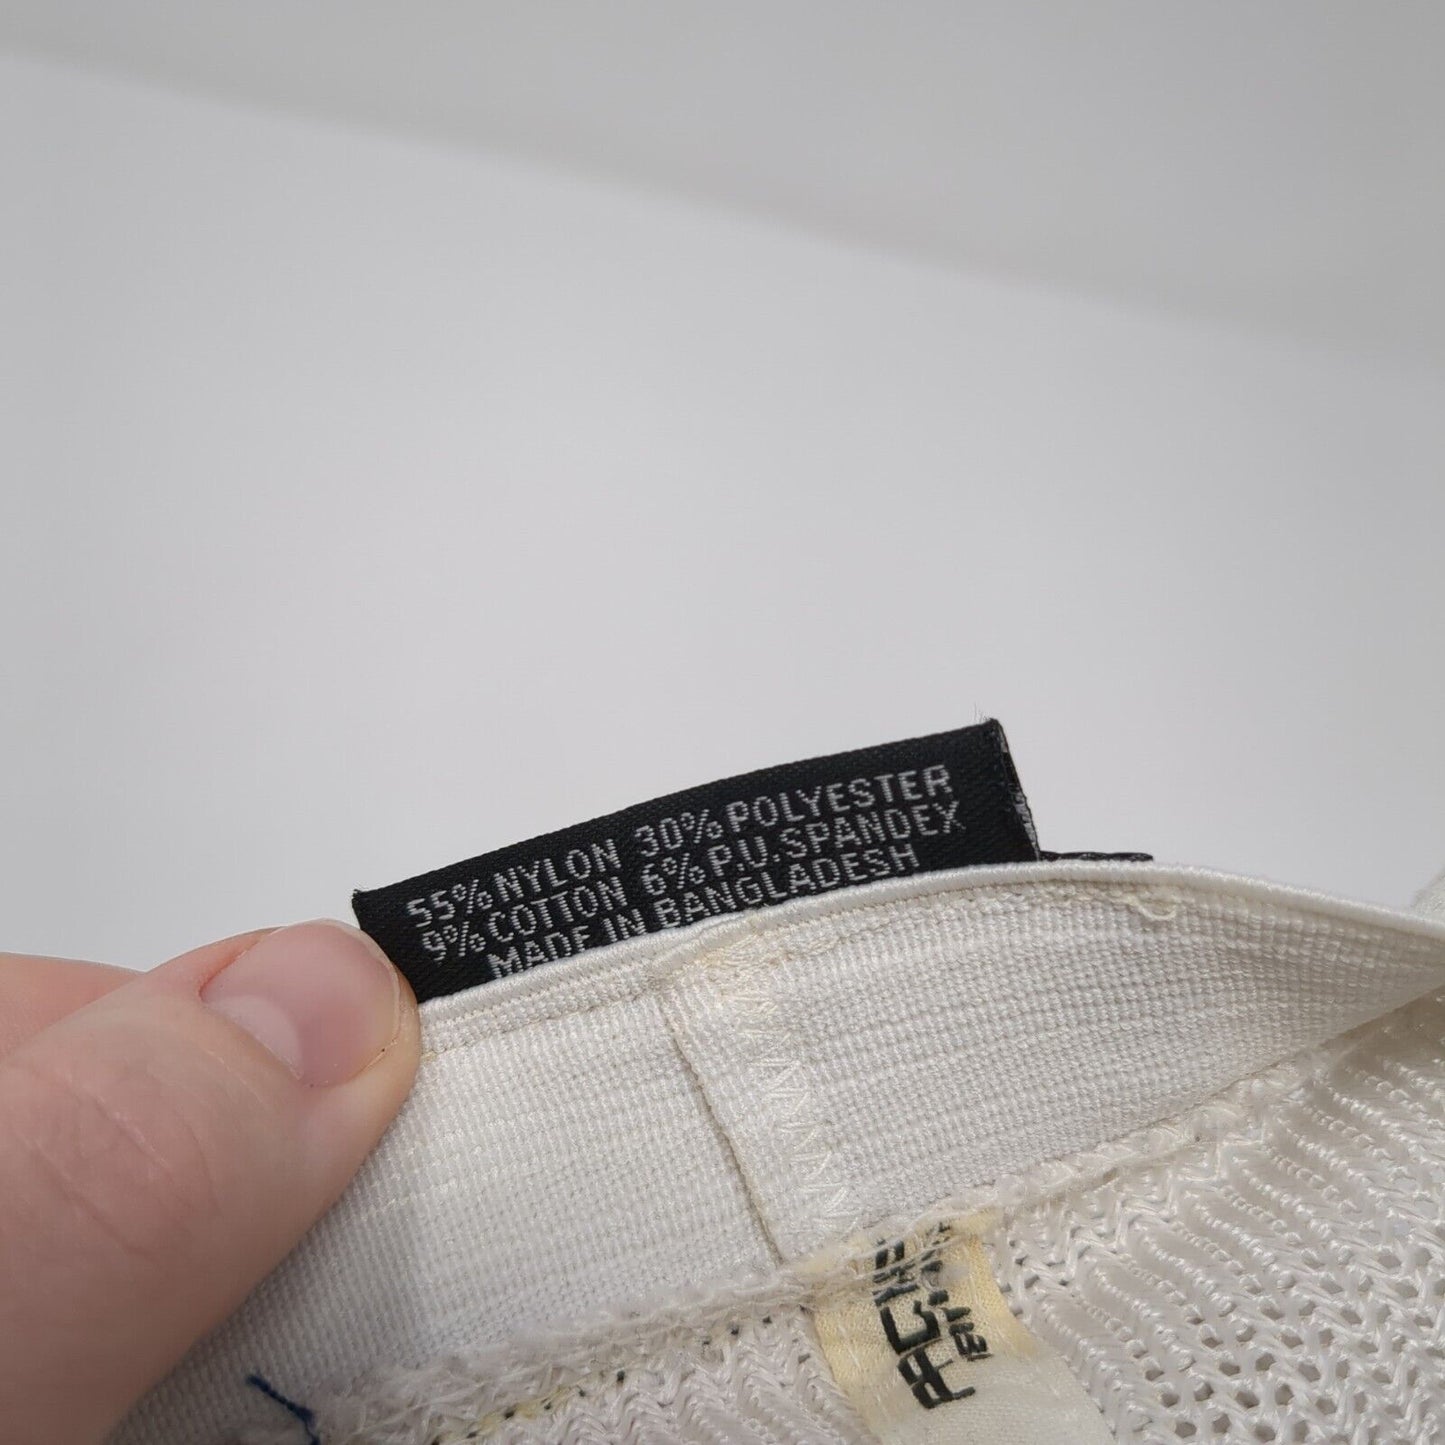 55% NYLON 30% POLYESTER
9% COTTON 6% P.U. SPANDEX
MADE IN BANGLADESH